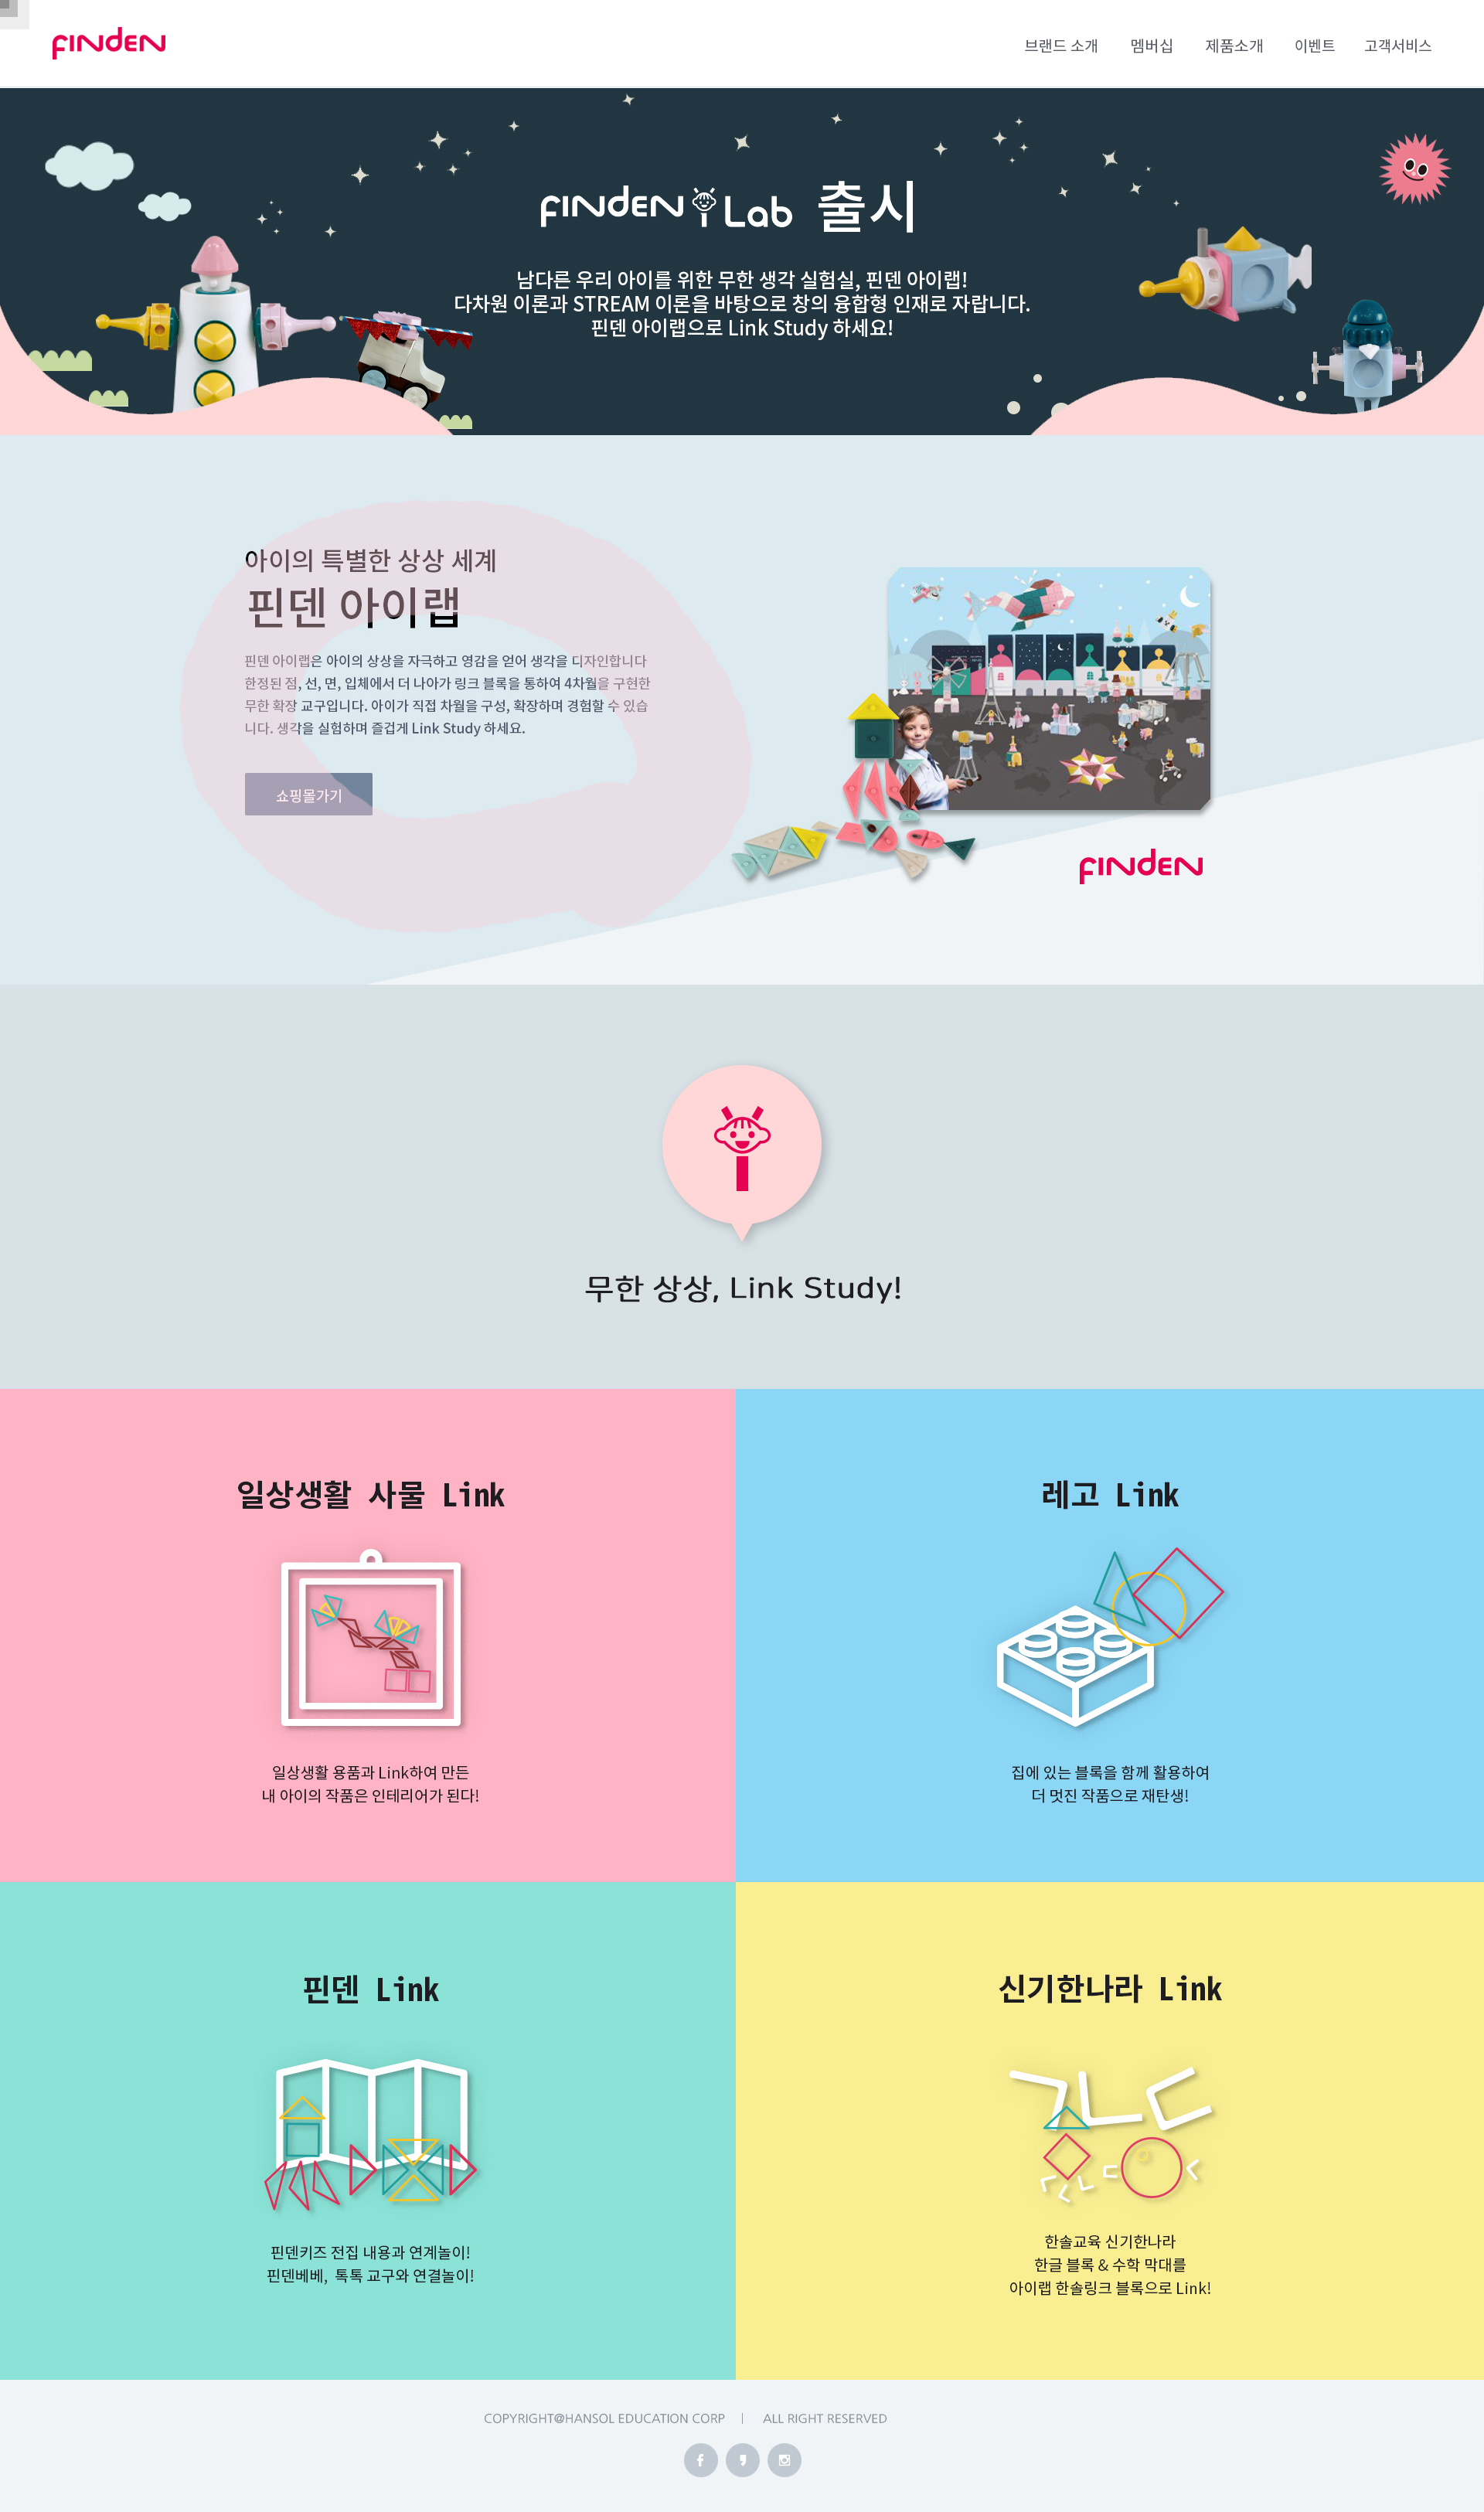 FINDEN
브랜드 소개 멤버십 제품소개 이벤트 고객서비스
FINDEN Lab 출시
남다른 우리 아이를 위한 무한 생각 실험실, 핀덴 아이랩!
다차원 이론과 STREAM 이론을 바탕으로 창의 융합형 인재로 자랍니다.
핀덴 아이랩으로 Link Study 하세요!
아이의 특별한 상상 세계
핀덴 아이랩
핀덴 아이랩은 아이의 상상을 자극하고 영감을 얻어 생각을 디자인합니다
한정된 점, 선, 면, 입체에서 더 나아가 링크 블록을 통하여 4차월을 구현한
무한 확장 교구입니다. 아이가 직접 차월을 구성, 확장하며 경험할 수 있습
니다. 생각을 실험하며 즐겁게 Link Study 하세요.
쇼핑몰가기
FINDEN
무한 상상, Link Study!
일상생활 사물 Link
일상생활 용품과 Link하여 만든
내 아이의 작품은 인테리어가 된다!
레고 Link
집에 있는 블록을 함께 활용하여
더 멋진 작품으로 재탄생!
핀덴 Link
핀덴키즈 전집 내용과 연계놀이!
핀덴베베, 톡톡 교구와 연결놀이!
신기한나라 Link
한솔교육 신기한나라
한글 블록 & 수학 막대를
아이랩 한솔링크 블록으로 Link!
COPYRIGHT@HANSOL EDUCATION CORP | ALL RIGHT RESERVED